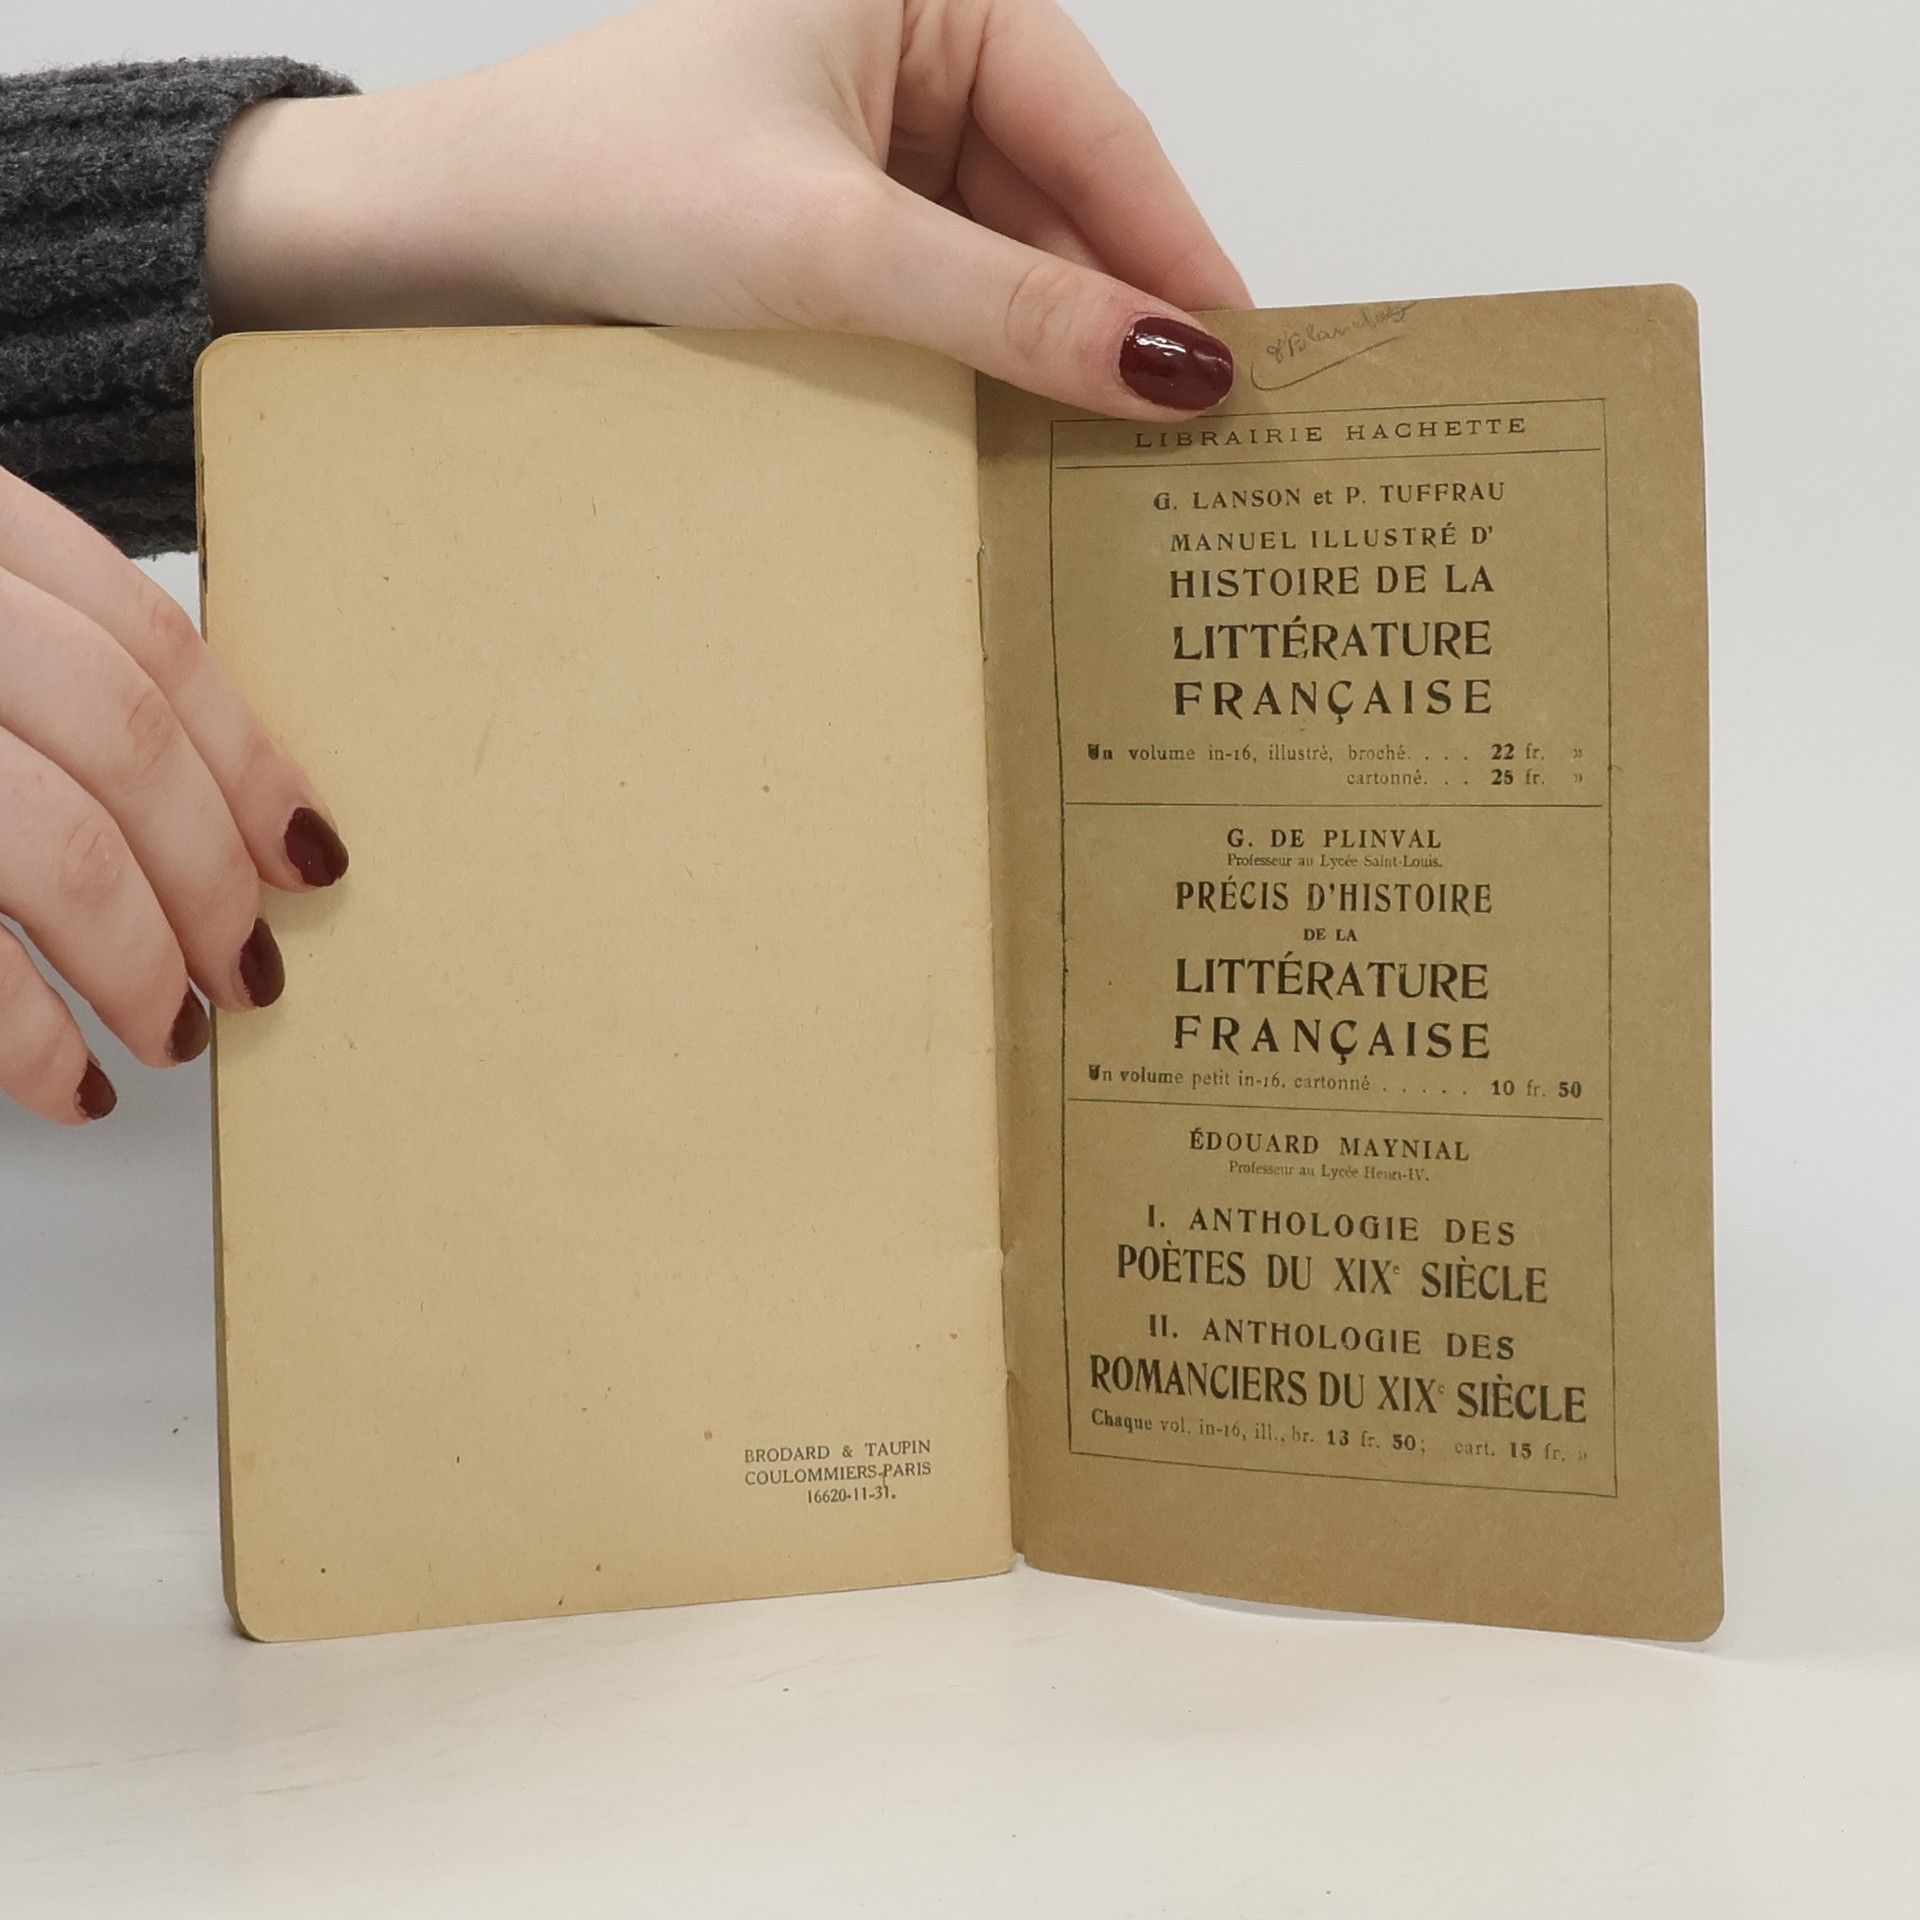 BRODARD & TAUPIN
COULOMMIERS-PARIS
16620-11-31.
LIBRAIRIE HACHETTE
G. LANSON et P. TUFFRAU
MANUEL ILLUSTRÉ D'
HISTOIRE DE LA
LITTÉRATURE
FRANÇAISE
Un volume in-16, illustré, broché. . . . 22 fr. »
cartonné. . . 25 fr. »
G. DE PLINVAL
Professeur au Lycée Saint-Louis.
PRÉCIS D'HISTOIRE
DE LA
LITTÉRATURE
FRANÇAISE
Un volume petit in-16, cartonné . . . . . 10 fr. 50
ÉDOUARD MAYNIAL
Professeur au Lycée Henri-IV.
I. ANTHOLOGIE DES
POÈTES DU XIXe SIÈCLE
II. ANTHOLOGIE DES
ROMANCIERS DU XIXe SIÈCLE
Chaque vol. in-16, ill., br. 13 fr. 50; cart. 15 fr. »